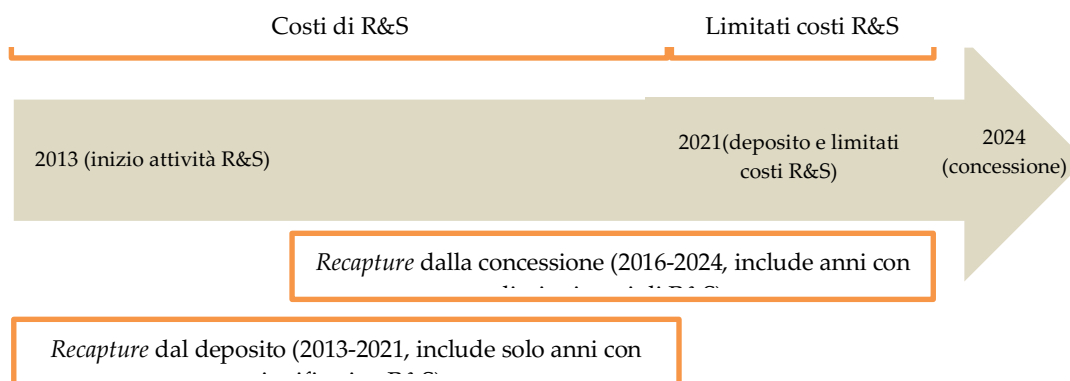 Costi di R&S
Limitati costi R&S
2013 (inizio attività R&S)
2021(deposito e limitati
costi R&S)
2024
(concessione)
Recapture dalla concessione (2016-2024, include anni con
Recapture dal deposito (2013-2021, include solo anni con